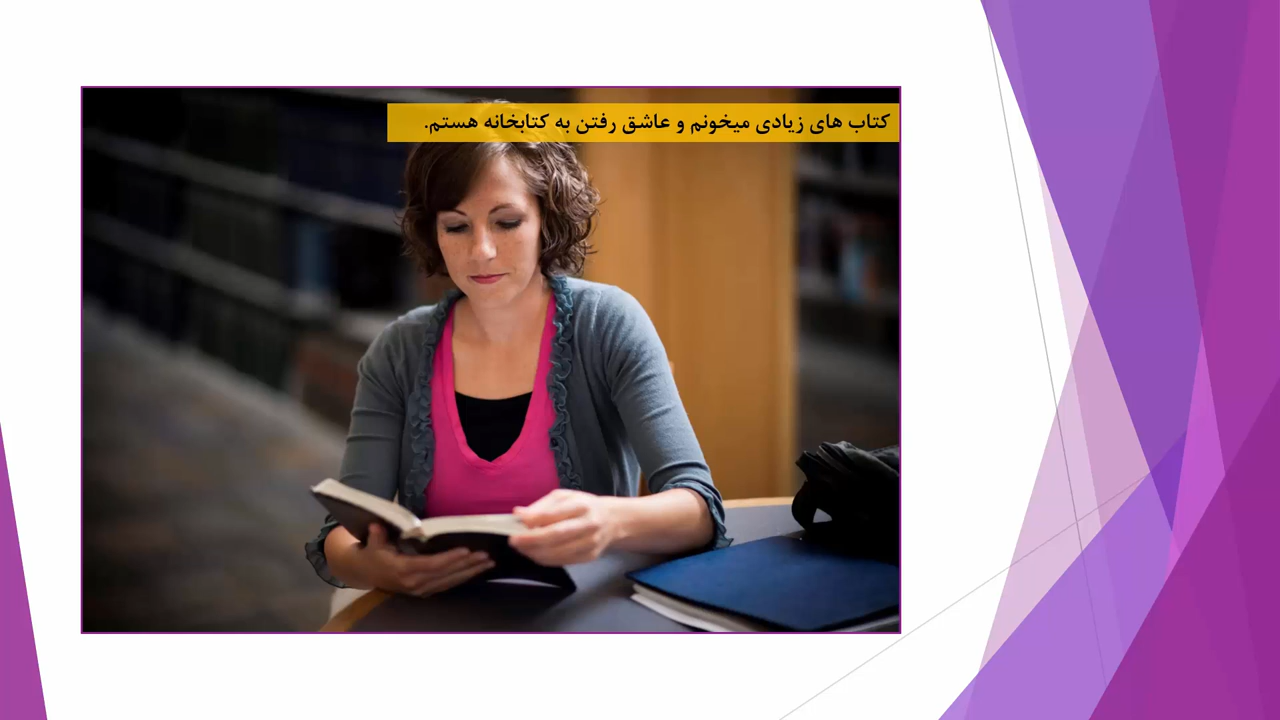 کتاب های زیادی میخونم و عاشق رفتن به کتابخانه هستم.